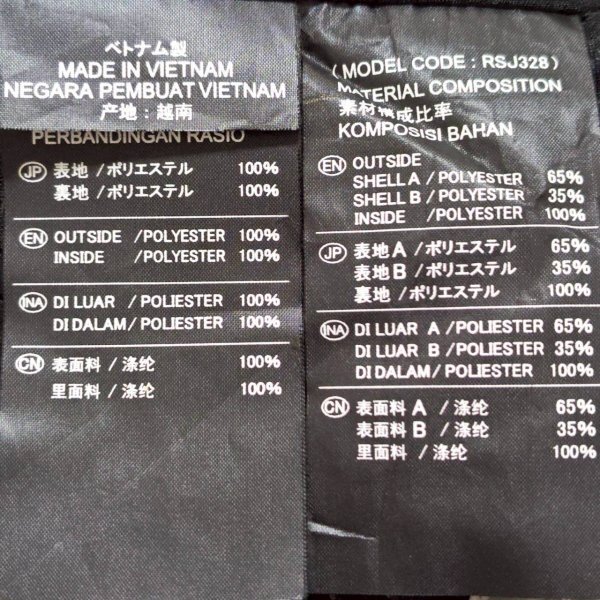 ベトナム製
MADE IN VIETNAM
NEGARA PEMBUAT VIETNAM
产地:越南
PERBANDINGAN RASIO
JP 表地 /ポリエステル 100%
裏地 /ポリエステル 100%
EN OUTSIDE /POLYESTER 100%
INSIDE /POLYESTER 100%
INA DI LUAR /POLIESTER 100%
DI DALAM/POLIESTER 100%
CN 表面料 / 涤纶 100%
里面料 / 涤纶 100%
(MODEL CODE : RSJ328)
MATERIAL COMPOSITION
素材構成比率
KOMPOSISI BAHAN
EN OUTSIDE
SHELL A /POLYESTER 65%
SHELL B /POLYESTER 35%
INSIDE /POLYESTER 100%
JP 表地 A /ポリエステル 65%
表地 B /ポリエステル 35%
裏地 /ポリエステル 100%
INA DI LUAR A /POLIESTER 65%
DI LUAR B /POLIESTER 35%
DI DALAM/POLIESTER 100%
CN 表面料 A / 涤纶 65%
表面料 B / 涤纶 35%
里面料 / 涤纶 100%